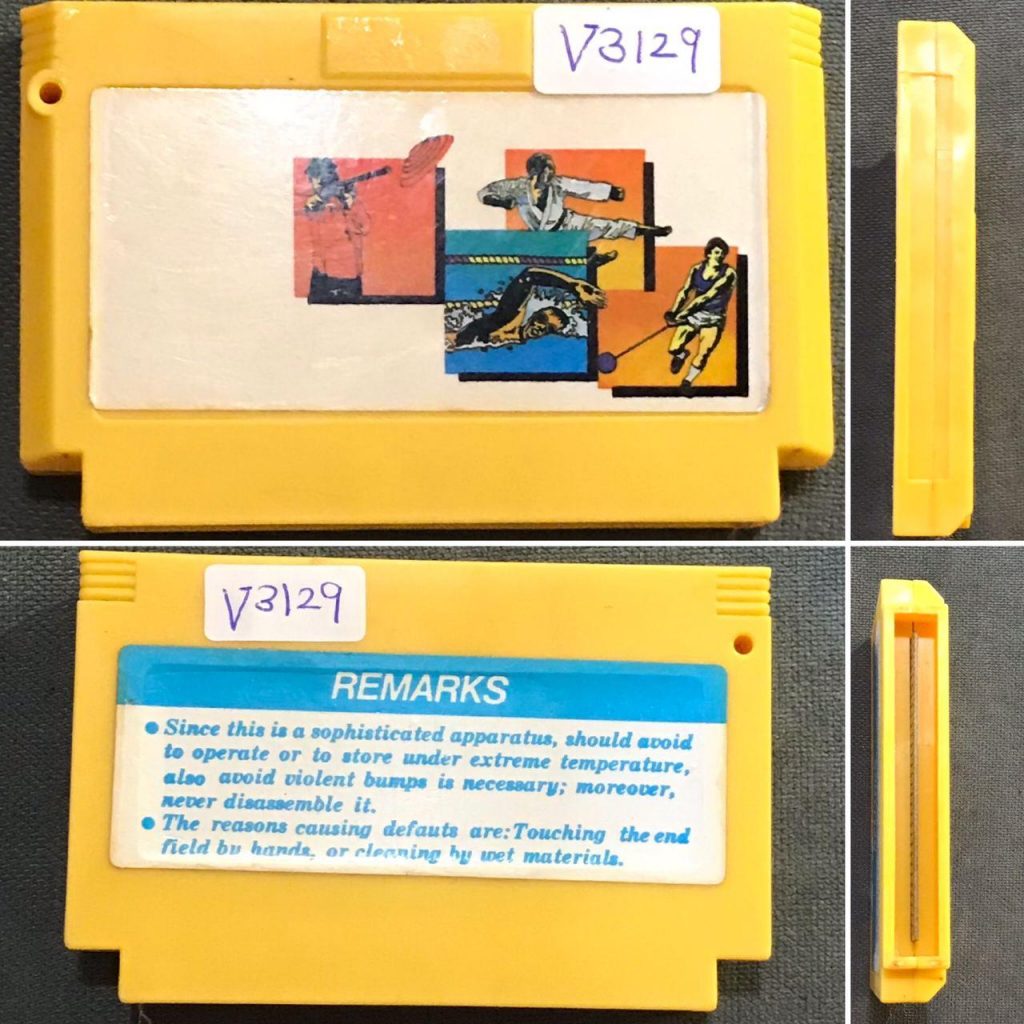 V3129
V3129
REMARKS
● Since this is a sophisticated apparatus, should avoid
to operate or to store under extreme temperature,
also avoid violent bumps is necessary; moreover,
never disassemble it.
● The reasons causing defauts are:Touching the end
field by hands, or cleaning by wet materials.